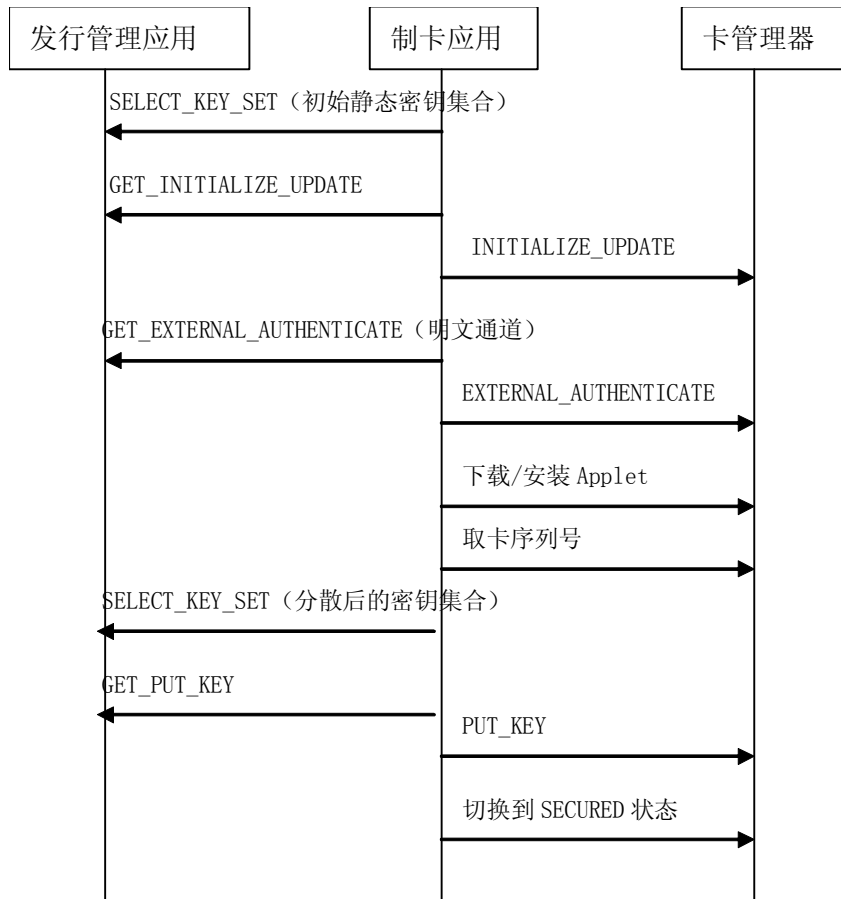 发行管理应用
制卡应用
卡管理器
SELECT_KEY_SET（初始静态密钥集合）
GET_INITIALIZE_UPDATE
INITIALIZE_UPDATE
GET_EXTERNAL_AUTHENTICATE（明文通道）
EXTERNAL_AUTHENTICATE
下载/安装 Applet
取卡序列号
SELECT_KEY_SET（分散后的密钥集合）
GET_PUT_KEY
PUT_KEY
切换到 SECURED 状态